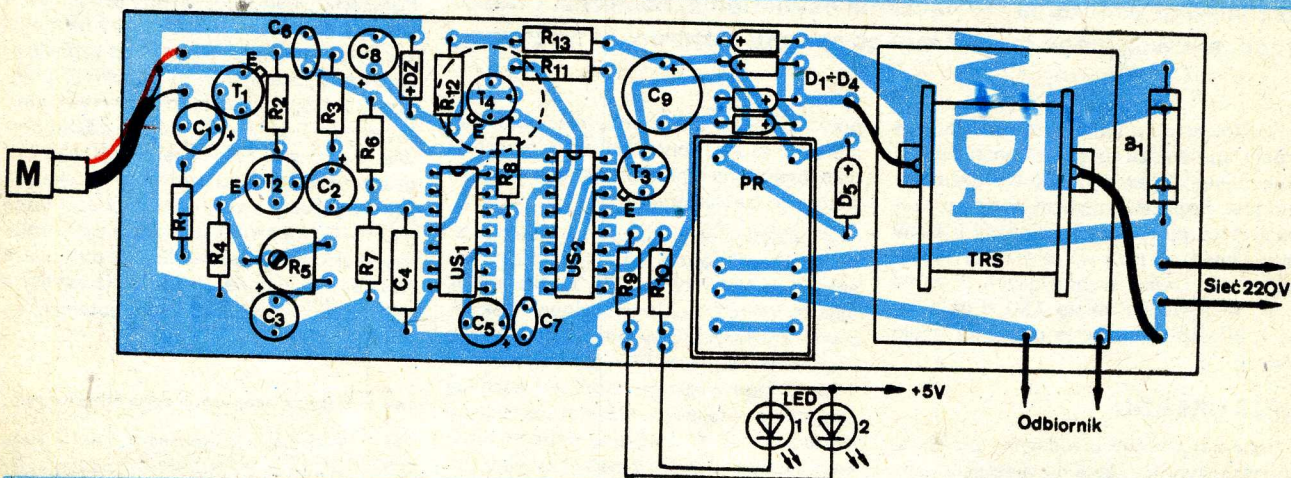 C6
C8
T1
R2
R3
C1
+
+DZ
R12
R13
R11
T4
E
C9
+
D1÷D4
MD1
a1
M
R6
R8
T3
E
PR
D5 +
R1
E T2
C2
+
US1
US2
TRS
R4
R5
R7
C4
R9
R10
Sieć 220V
C3
+
C5
+
C7
LED
+5V
1
2
Odbiornik